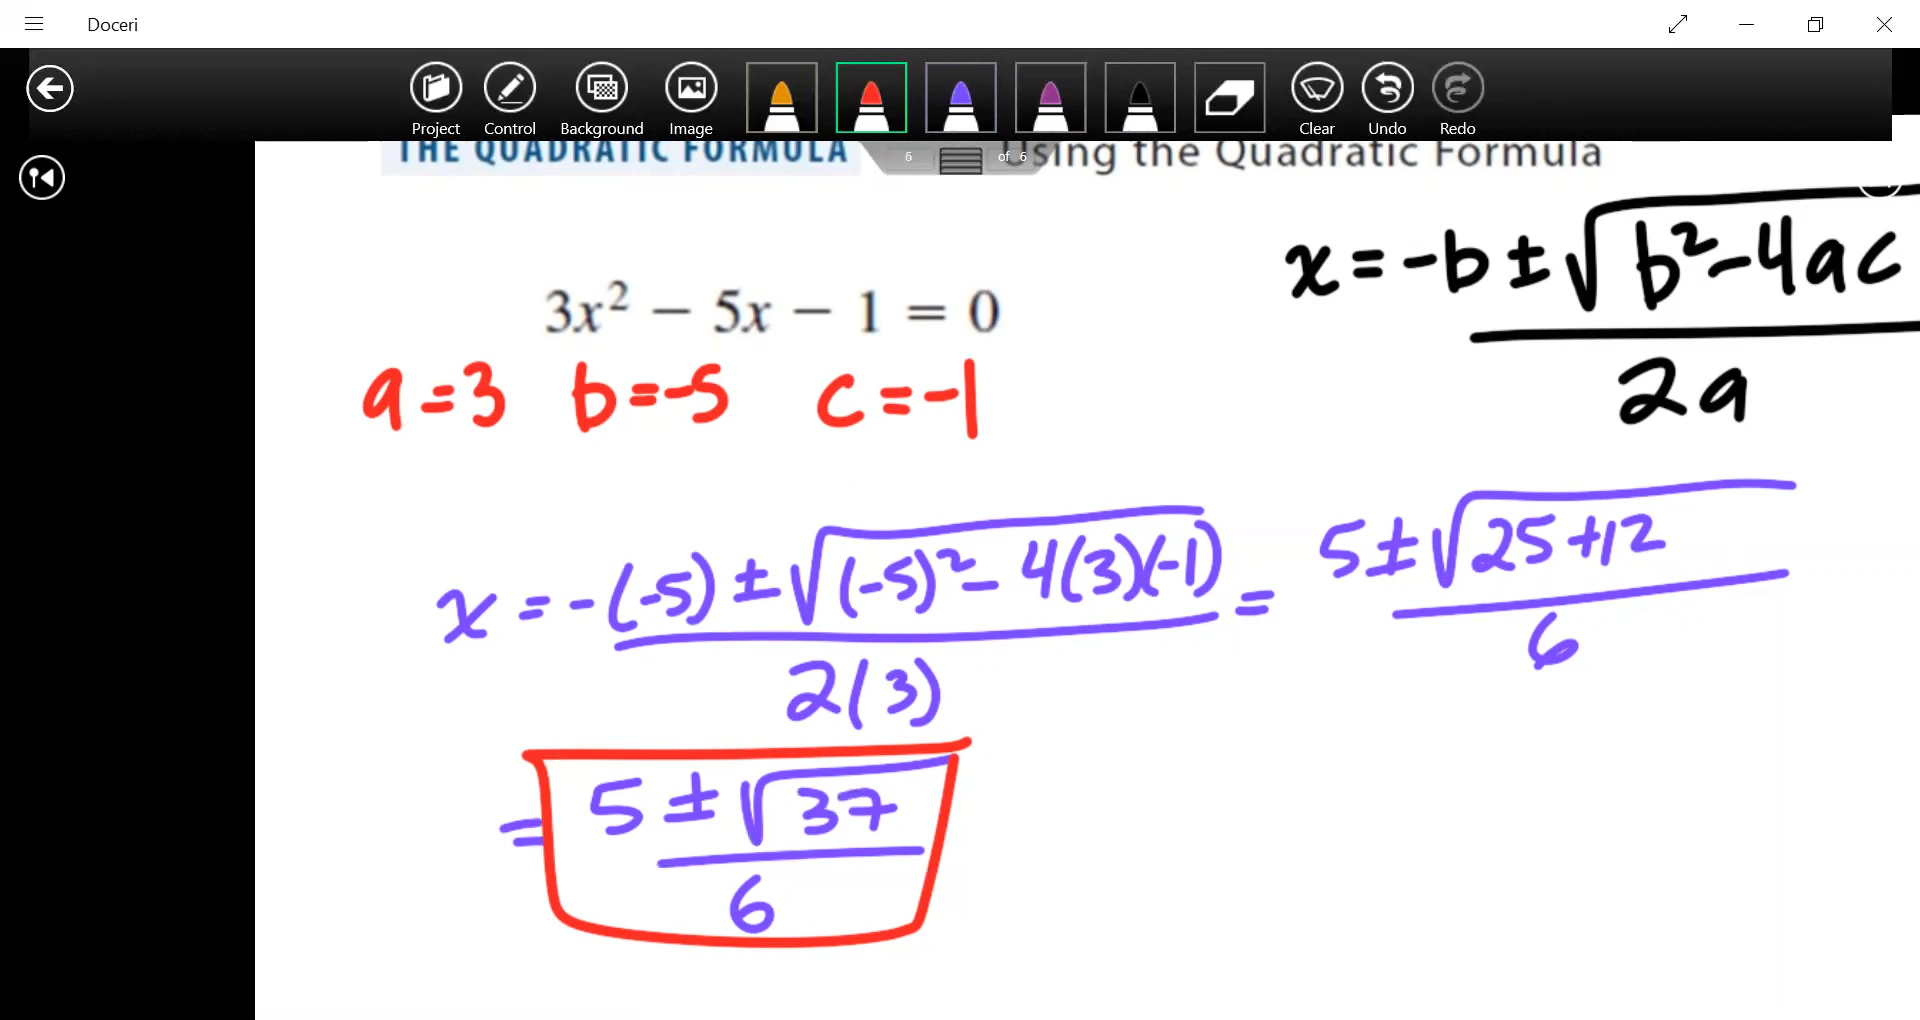 Doceri
Project Control Background Image Clear Undo Redo
THE QUADRATIC FORMULA
6 of 6
Using the Quadratic Formula
x = -b ± √(b² - 4ac)
2a
3x² − 5x − 1 = 0
a = 3 b = -5 c = -1
x = -(-5) ± √((-5)² - 4(3)(-1)) = 5 ± √(25 + 12)
2(3) 6
= 5 ± √37
6